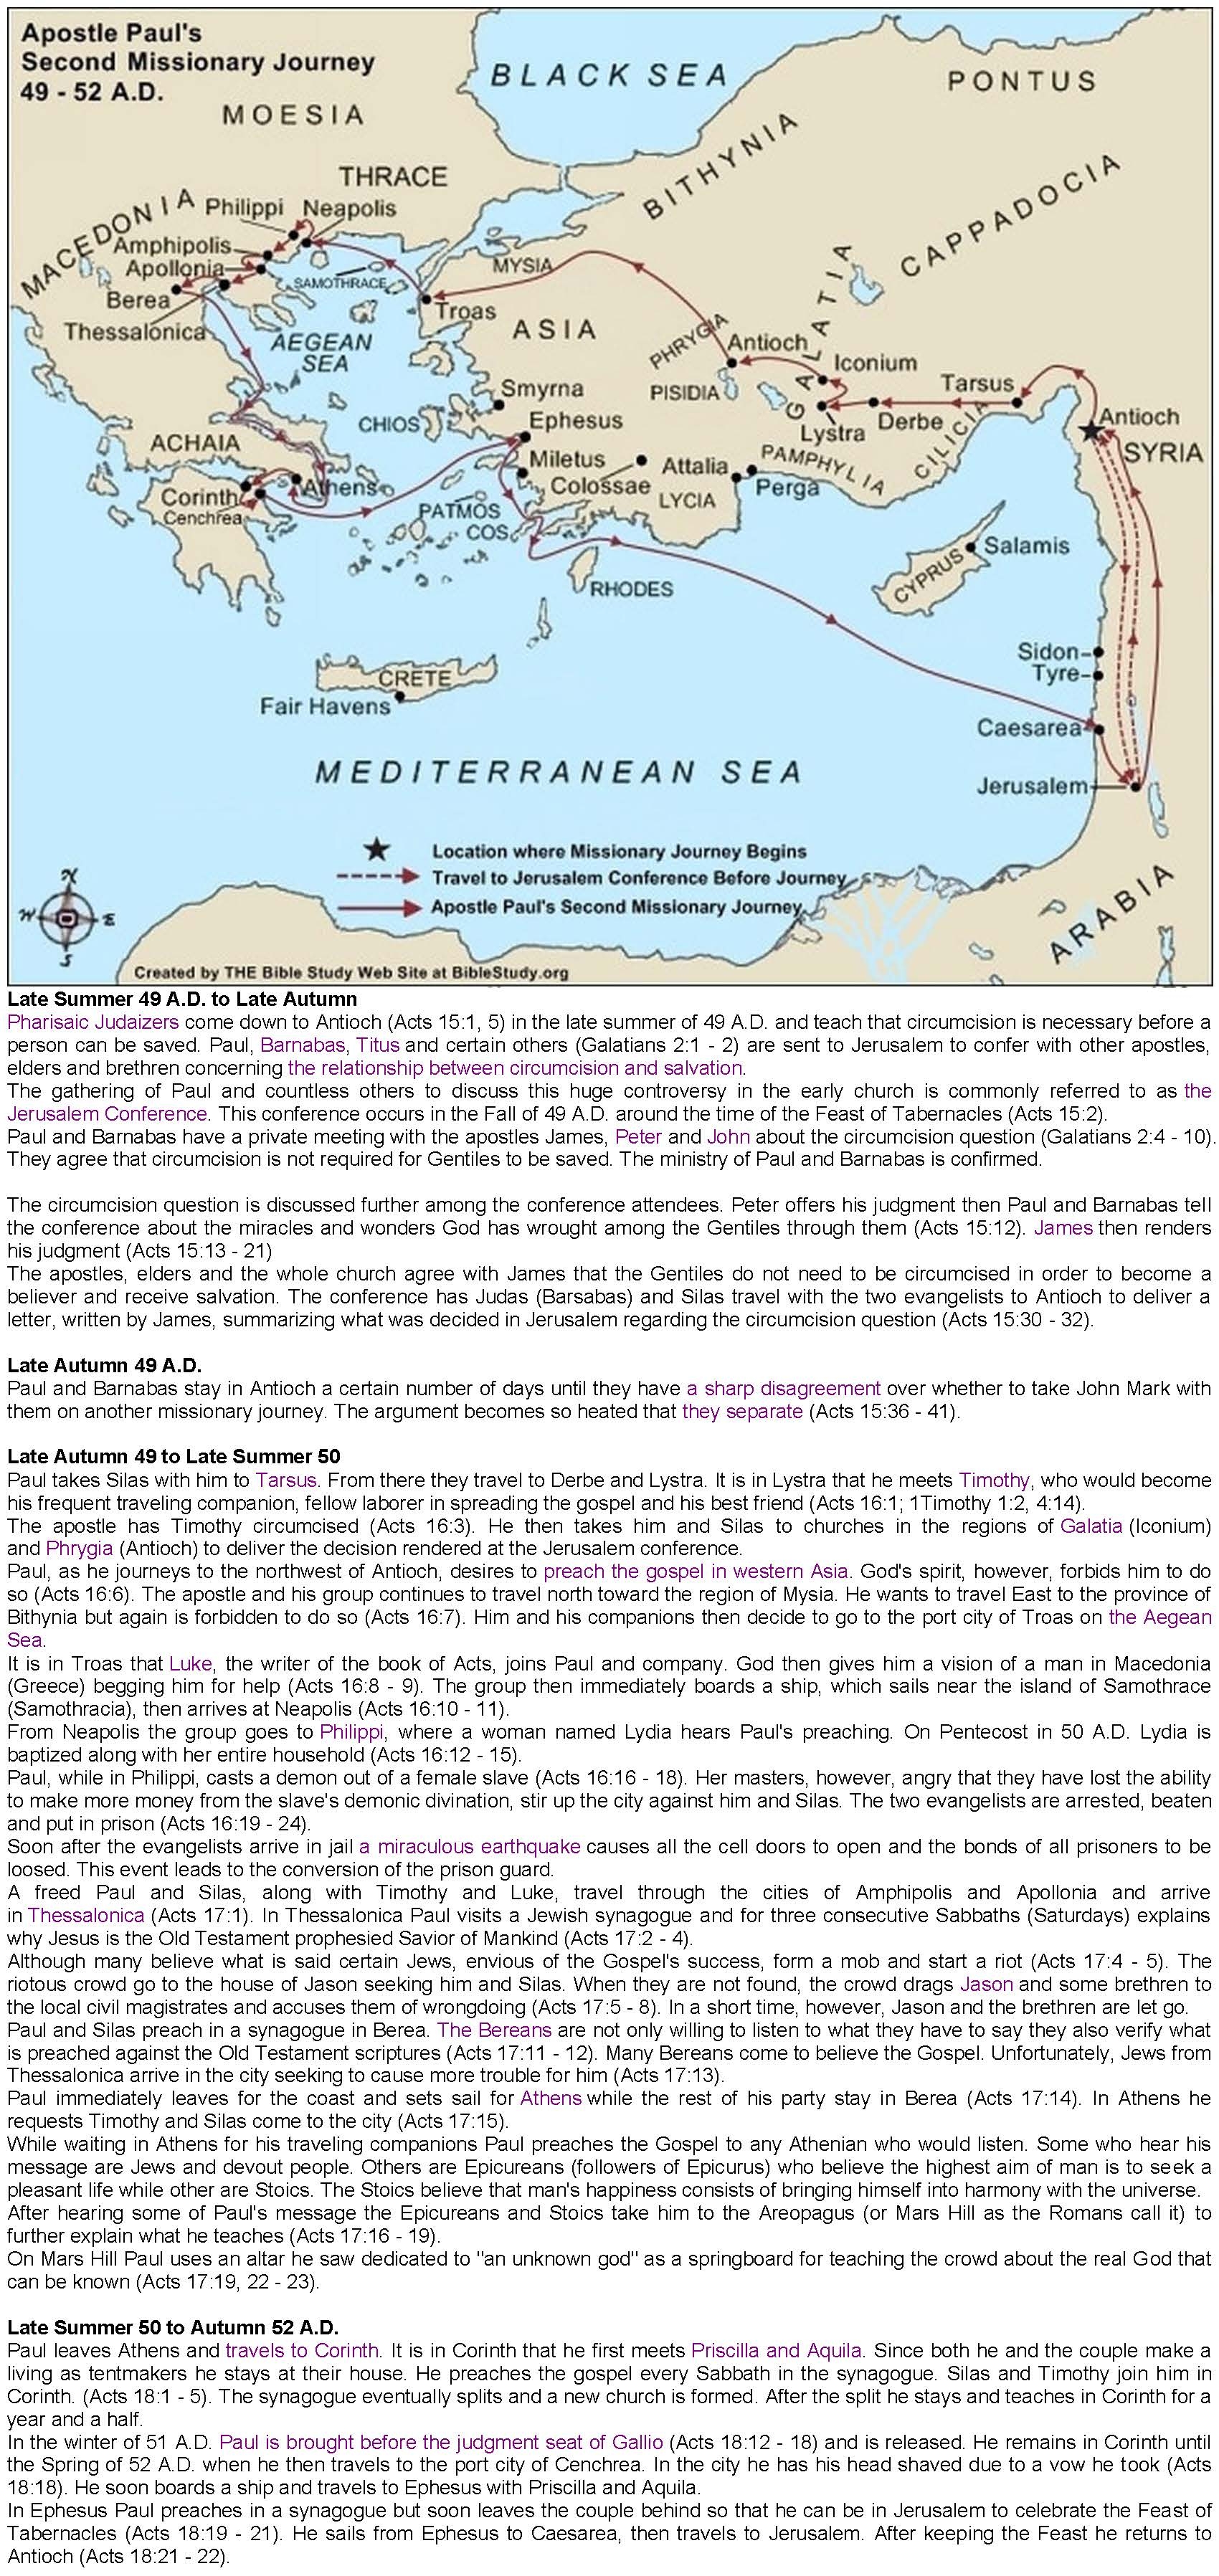 Apostle Paul's
Second Missionary Journey
49 - 52 A.D.
BLACK SEA
PONTUS
MOESIA
THRACE
BITHYNIA
CAPPADOCIA
MACEDONIA
Philippi
Neapolis
Amphipolis
Apollonia
Berea
Thessalonica
SAMOTHRACE
MYSIA
Troas
AEGEAN
SEA
ASIA
PHRYGIA
Antioch
GALATIA
Iconium
PISIDIA
Tarsus
Smyrna
Derbe
Lystra
Antioch
CHIOS
Ephesus
CILICIA
SYRIA
ACHAIA
Miletus
Colossae
Attalia
PAMPHYLIA
Corinth
Athens
Cenchrea
PATMOS
LYCIA
Perga
COS
Salamis
CYPRUS
RHODES
Sidon
Tyre
CRETE
Fair Havens
Caesarea
MEDITERRANEAN SEA
Jerusalem
Location where Missionary Journey Begins
Travel to Jerusalem Conference Before Journey
Apostle Paul's Second Missionary Journey
ARABIA
N
W
E
S
Created by THE Bible Study Web Site at BibleStudy.org
Late Summer 49 A.D. to Late Autumn
Pharisaic Judaizers come down to Antioch (Acts 15:1, 5) in the late summer of 49 A.D. and teach that circumcision is necessary before a
person can be saved. Paul, Barnabas, Titus and certain others (Galatians 2:1 - 2) are sent to Jerusalem to confer with other apostles,
elders and brethren concerning the relationship between circumcision and salvation.
The gathering of Paul and countless others to discuss this huge controversy in the early church is commonly referred to as the
Jerusalem Conference. This conference occurs in the Fall of 49 A.D. around the time of the Feast of Tabernacles (Acts 15:2).
Paul and Barnabas have a private meeting with the apostles James, Peter and John about the circumcision question (Galatians 2:4 - 10).
They agree that circumcision is not required for Gentiles to be saved. The ministry of Paul and Barnabas is confirmed.
The circumcision question is discussed further among the conference attendees. Peter offers his judgment then Paul and Barnabas tell
the conference about the miracles and wonders God has wrought among the Gentiles through them (Acts 15:12). James then renders
his judgment (Acts 15:13 - 21)
The apostles, elders and the whole church agree with James that the Gentiles do not need to be circumcised in order to become a
believer and receive salvation. The conference has Judas (Barsabas) and Silas travel with the two evangelists to Antioch to deliver a
letter, written by James, summarizing what was decided in Jerusalem regarding the circumcision question (Acts 15:30 - 32).
Late Autumn 49 A.D.
Paul and Barnabas stay in Antioch a certain number of days until they have a sharp disagreement over whether to take John Mark with
them on another missionary journey. The argument becomes so heated that they separate (Acts 15:36 - 41).
Late Autumn 49 to Late Summer 50
Paul takes Silas with him to Tarsus. From there they travel to Derbe and Lystra. It is in Lystra that he meets Timothy, who would become
his frequent traveling companion, fellow laborer in spreading the gospel and his best friend (Acts 16:1; 1Timothy 1:2, 4:14).
The apostle has Timothy circumcised (Acts 16:3). He then takes him and Silas to churches in the regions of Galatia (Iconium)
and Phrygia (Antioch) to deliver the decision rendered at the Jerusalem conference.
Paul, as he journeys to the northwest of Antioch, desires to preach the gospel in western Asia. God's spirit, however, forbids him to do
so (Acts 16:6). The apostle and his group continues to travel north toward the region of Mysia. He wants to travel East to the province of
Bithynia but again is forbidden to do so (Acts 16:7). Him and his companions then decide to go to the port city of Troas on the Aegean
Sea.
It is in Troas that Luke, the writer of the book of Acts, joins Paul and company. God then gives him a vision of a man in Macedonia
(Greece) begging him for help (Acts 16:8 - 9). The group then immediately boards a ship, which sails near the island of Samothrace
(Samothracia), then arrives at Neapolis (Acts 16:10 - 11).
From Neapolis the group goes to Philippi, where a woman named Lydia hears Paul's preaching. On Pentecost in 50 A.D. Lydia is
baptized along with her entire household (Acts 16:12 - 15).
Paul, while in Philippi, casts a demon out of a female slave (Acts 16:16 - 18). Her masters, however, angry that they have lost the ability
to make more money from the slave's demonic divination, stir up the city against him and Silas. The two evangelists are arrested, beaten
and put in prison (Acts 16:19 - 24).
Soon after the evangelists arrive in jail a miraculous earthquake causes all the cell doors to open and the bonds of all prisoners to be
loosed. This event leads to the conversion of the prison guard.
A freed Paul and Silas, along with Timothy and Luke, travel through the cities of Amphipolis and Apollonia and arrive
in Thessalonica (Acts 17:1). In Thessalonica Paul visits a Jewish synagogue and for three consecutive Sabbaths (Saturdays) explains
why Jesus is the Old Testament prophesied Savior of Mankind (Acts 17:2 - 4).
Although many believe what is said certain Jews, envious of the Gospel's success, form a mob and start a riot (Acts 17:4 - 5). The
riotous crowd go to the house of Jason seeking him and Silas. When they are not found, the crowd drags Jason and some brethren to
the local civil magistrates and accuses them of wrongdoing (Acts 17:5 - 8). In a short time, however, Jason and the brethren are let go.
Paul and Silas preach in a synagogue in Berea. The Bereans are not only willing to listen to what they have to say they also verify what
is preached against the Old Testament scriptures (Acts 17:11 - 12). Many Bereans come to believe the Gospel. Unfortunately, Jews from
Thessalonica arrive in the city seeking to cause more trouble for him (Acts 17:13).
Paul immediately leaves for the coast and sets sail for Athens while the rest of his party stay in Berea (Acts 17:14). In Athens he
requests Timothy and Silas come to the city (Acts 17:15).
While waiting in Athens for his traveling companions Paul preaches the Gospel to any Athenian who would listen. Some who hear his
message are Jews and devout people. Others are Epicureans (followers of Epicurus) who believe the highest aim of man is to seek a
pleasant life while other are Stoics. The Stoics believe that man's happiness consists of bringing himself into harmony with the universe.
After hearing some of Paul's message the Epicureans and Stoics take him to the Areopagus (or Mars Hill as the Romans call it) to
further explain what he teaches (Acts 17:16 - 19).
On Mars Hill Paul uses an altar he saw dedicated to "an unknown god" as a springboard for teaching the crowd about the real God that
can be known (Acts 17:19, 22 - 23).
Late Summer 50 to Autumn 52 A.D.
Paul leaves Athens and travels to Corinth. It is in Corinth that he first meets Priscilla and Aquila. Since both he and the couple make a
living as tentmakers he stays at their house. He preaches the gospel every Sabbath in the synagogue. Silas and Timothy join him in
Corinth. (Acts 18:1 - 5). The synagogue eventually splits and a new church is formed. After the split he stays and teaches in Corinth for a
year and a half.
In the winter of 51 A.D. Paul is brought before the judgment seat of Gallio (Acts 18:12 - 18) and is released. He remains in Corinth until
the Spring of 52 A.D. when he then travels to the port city of Cenchrea. In the city he has his head shaved due to a vow he took (Acts
18:18). He soon boards a ship and travels to Ephesus with Priscilla and Aquila.
In Ephesus Paul preaches in a synagogue but soon leaves the couple behind so that he can be in Jerusalem to celebrate the Feast of
Tabernacles (Acts 18:19 - 21). He sails from Ephesus to Caesarea, then travels to Jerusalem. After keeping the Feast he returns to
Antioch (Acts 18:21 - 22).